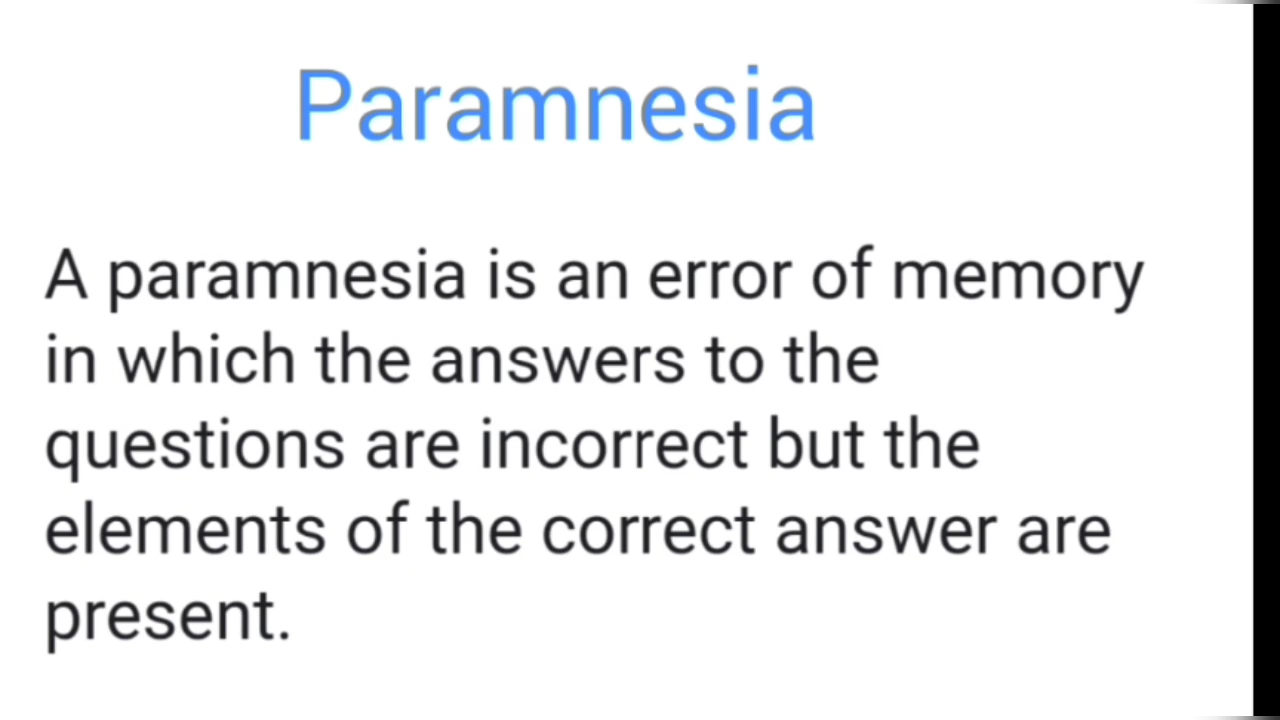 Paramnesia
A paramnesia is an error of memory
in which the answers to the
questions are incorrect but the
elements of the correct answer are
present.